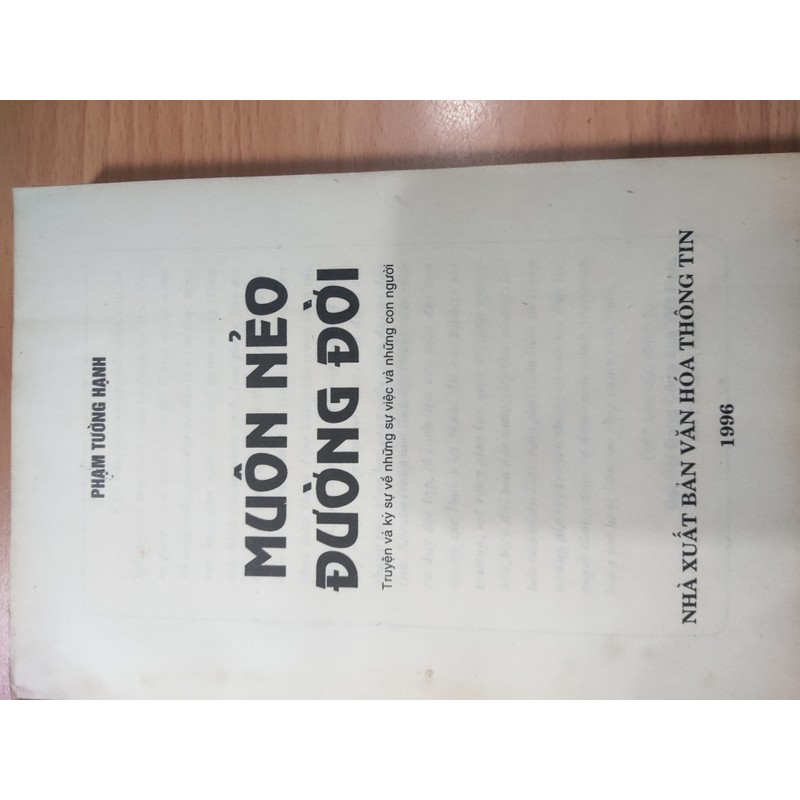 PHẠM TƯỜNG HẠNH
MUÔN NẺO
ĐƯỜNG ĐỜI
Truyện và ký sự về những sự việc và những con người
NHÀ XUẤT BẢN VĂN HÓA THÔNG TIN
1996